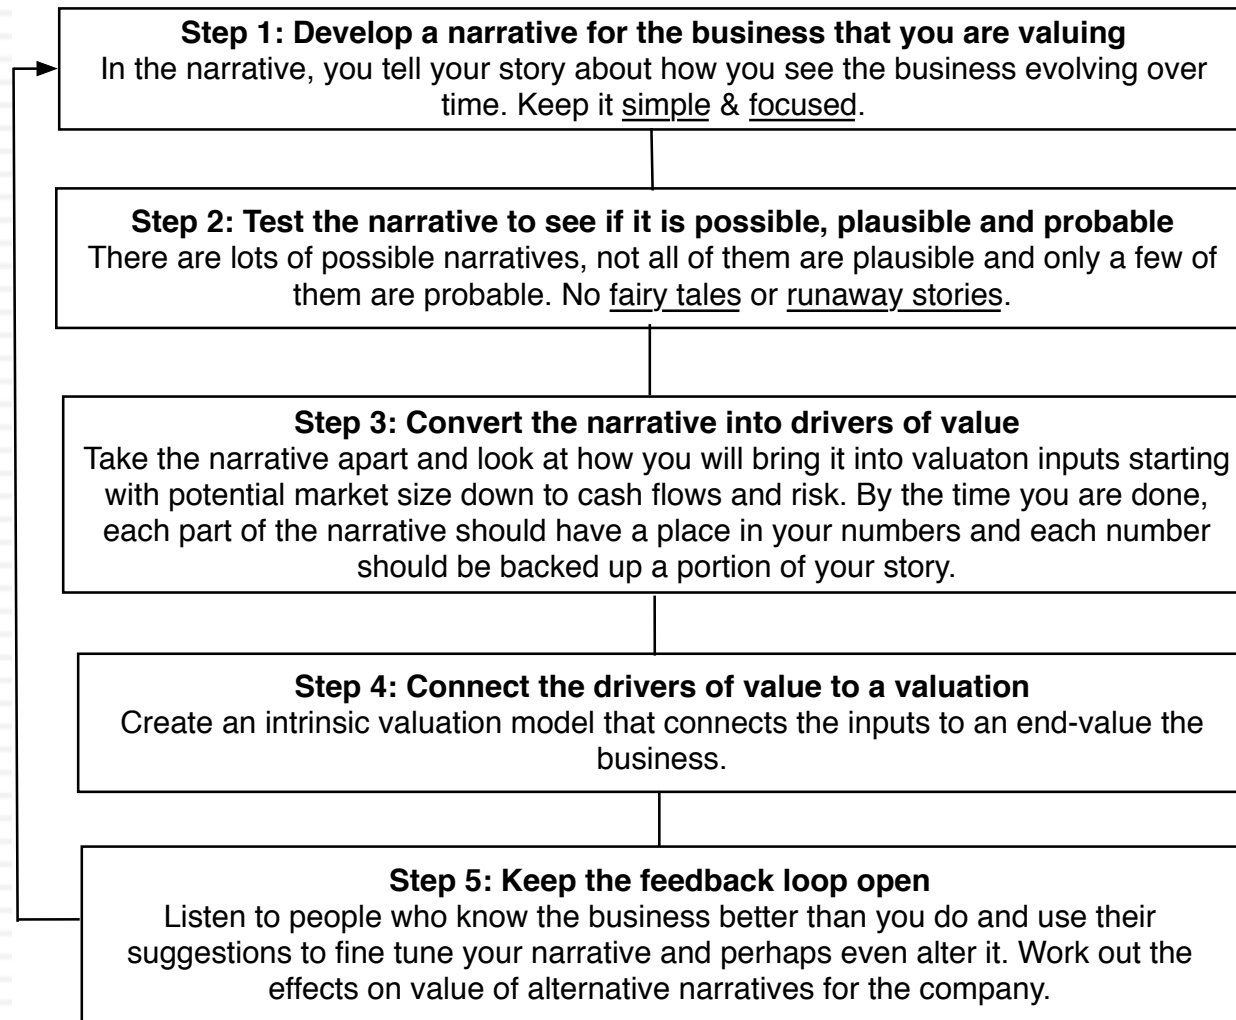 Step 1: Develop a narrative for the business that you are valuing
In the narrative, you tell your story about how you see the business evolving over
time. Keep it simple & focused.
Step 2: Test the narrative to see if it is possible, plausible and probable
There are lots of possible narratives, not all of them are plausible and only a few of
them are probable. No fairy tales or runaway stories.
Step 3: Convert the narrative into drivers of value
Take the narrative apart and look at how you will bring it into valuaton inputs starting
with potential market size down to cash flows and risk. By the time you are done,
each part of the narrative should have a place in your numbers and each number
should be backed up a portion of your story.
Step 4: Connect the drivers of value to a valuation
Create an intrinsic valuation model that connects the inputs to an end-value the
business.
Step 5: Keep the feedback loop open
Listen to people who know the business better than you do and use their
suggestions to fine tune your narrative and perhaps even alter it. Work out the
effects on value of alternative narratives for the company.